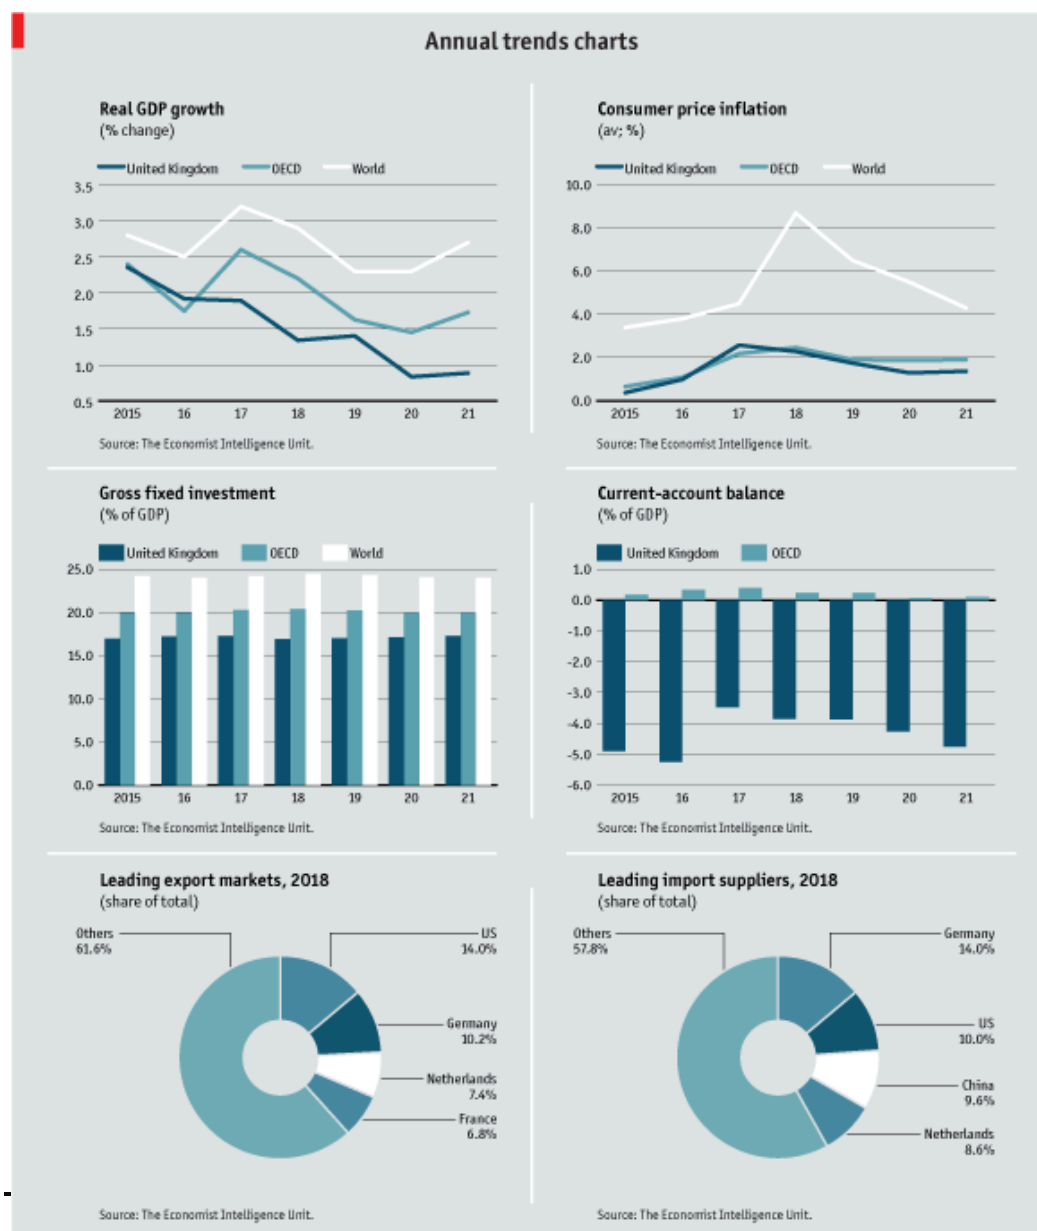 Annual trends charts
Real GDP growth
(% change)
United Kingdom OECD World
3.5
3.0
2.5
2.0
1.5
1.0
0.5
2015 16 17 18 19 20 21
Source: The Economist Intelligence Unit.
Consumer price inflation
(av; %)
United Kingdom OECD World
10.0
8.0
6.0
4.0
2.0
0.0
2015 16 17 18 19 20 21
Source: The Economist Intelligence Unit.
Gross fixed investment
(% of GDP)
United Kingdom OECD World
25.0
20.0
15.0
10.0
5.0
0.0
2015 16 17 18 19 20 21
Source: The Economist Intelligence Unit.
Current-account balance
(% of GDP)
United Kingdom OECD
1.0
0.0
-1.0
-2.0
-3.0
-4.0
-5.0
-6.0
2015 16 17 18 19 20 21
Source: The Economist Intelligence Unit.
Leading export markets, 2018
(share of total)
Others
61.6%
US
14.0%
Germany
10.2%
Netherlands
7.4%
France
6.8%
Source: The Economist Intelligence Unit.
Leading import suppliers, 2018
(share of total)
Others
57.8%
Germany
14.0%
US
10.0%
China
9.6%
Netherlands
8.6%
Source: The Economist Intelligence Unit.